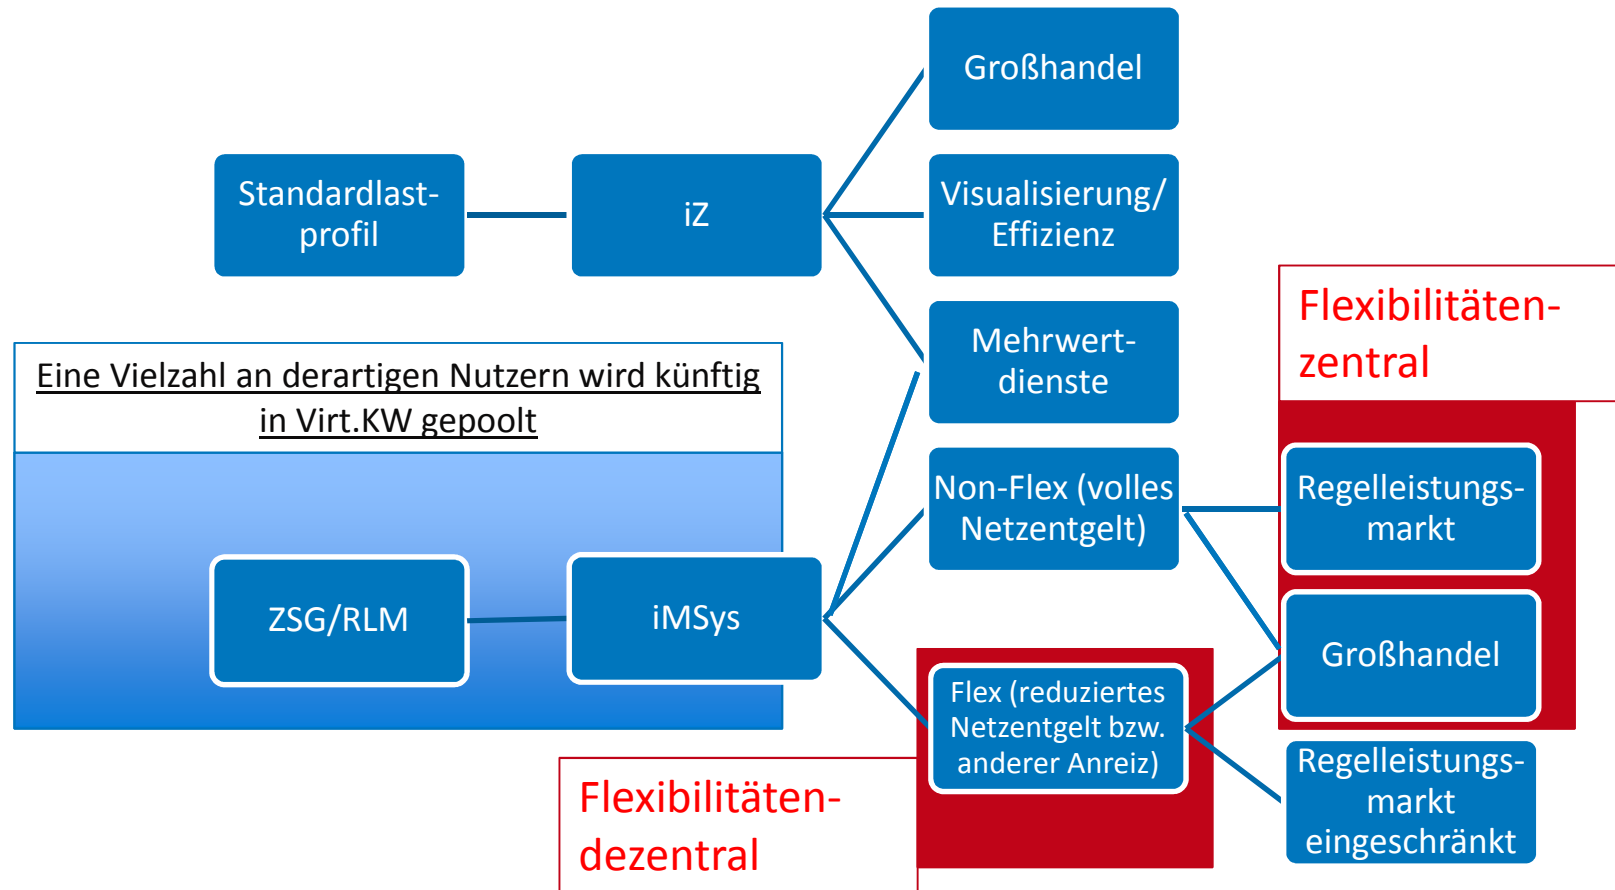 Großhandel
Standardlast-
profil
iZ
Visualisierung/
Effizienz
Mehrwert-
dienste
Flexibilitäten-
zentral
Eine Vielzahl an derartigen Nutzern wird künftig
in Virt.KW gepoolt
Non-Flex (volles
Netzentgelt)
Regelleistungs-
markt
ZSG/RLM
iMSys
Großhandel
Flex (reduziertes
Netzentgelt bzw.
anderer Anreiz)
Regelleistungs-
markt
eingeschränkt
Flexibilitäten-
dezentral